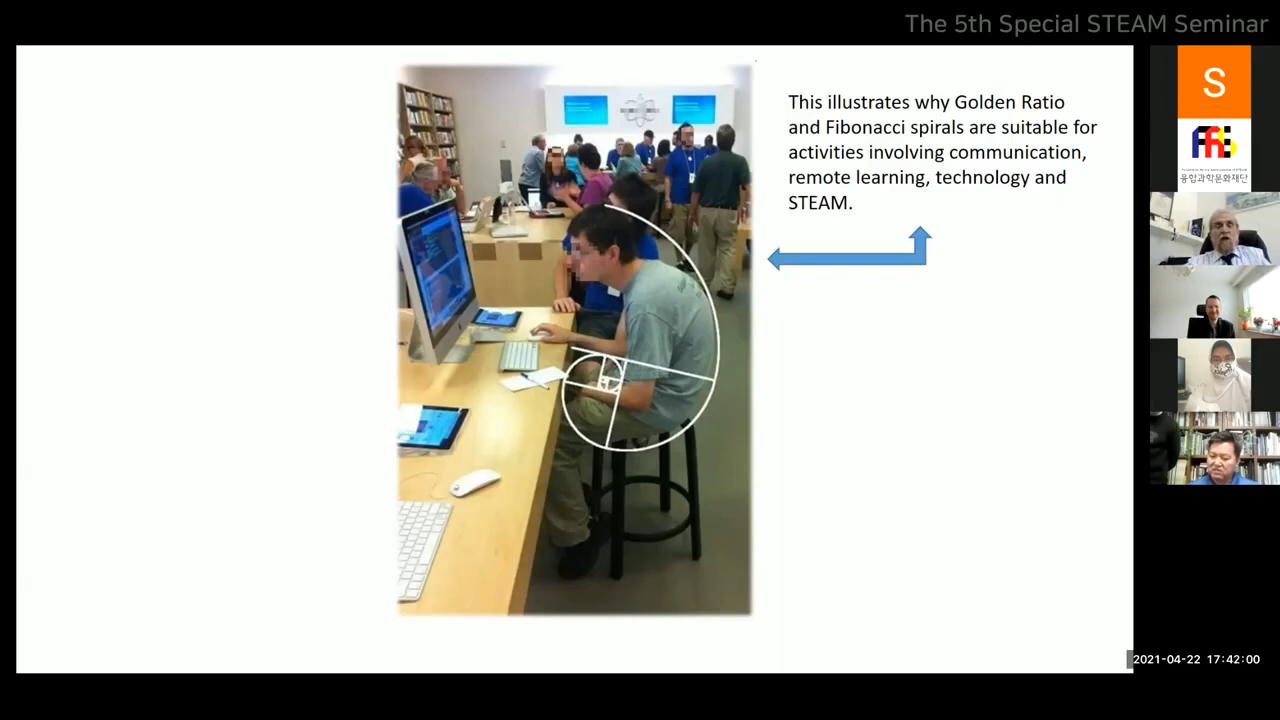 The 5th Special STEAM Seminar
This illustrates why Golden Ratio
and Fibonacci spirals are suitable for
activities involving communication,
remote learning, technology and
STEAM.
S
융합과학문화재단
2021-04-22 17:42:00